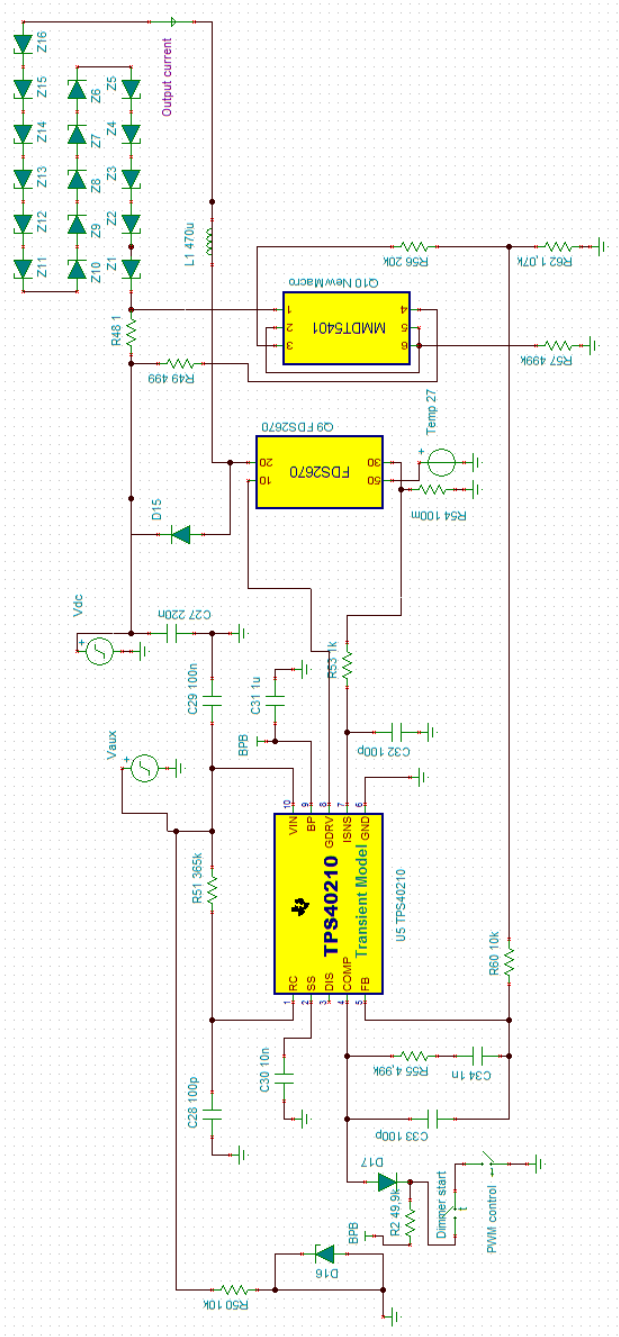 Z16
Z15
Z14
Z13
Z12
Z11
Z6
Z7
Z8
Z9
Z10
Z5
Z4
Z3
Z2
Z1
Output current
L1 470u
R56 20k
R62 1,07k
Q10 NewMacro
MMDT5401
1
2
3
4
5
6
R48 1
R49 499
R57 499k
Q9 FDS2670
FDS2670
20
10
30
50
Temp 27
+
R54 100m
D15
Vdc
+
C27 220n
C29 100n
C31 1u
BPB
R53 1k
C32 100p
Vaux
+
10
9
8
7
6
VIN
BP
GDRV
ISNS
GND
R51 365k
TPS40210
Transient Model
U5 TPS40210
RC
SS
DIS
COMP
FB
1
2
3
4
5
R60 10k
C28 100p
C30 10n
R55 4,99k
C34 1n
C33 100p
D17
R2 49,9k
BPB
Dimmer start
PWM control
D16
R50 10k